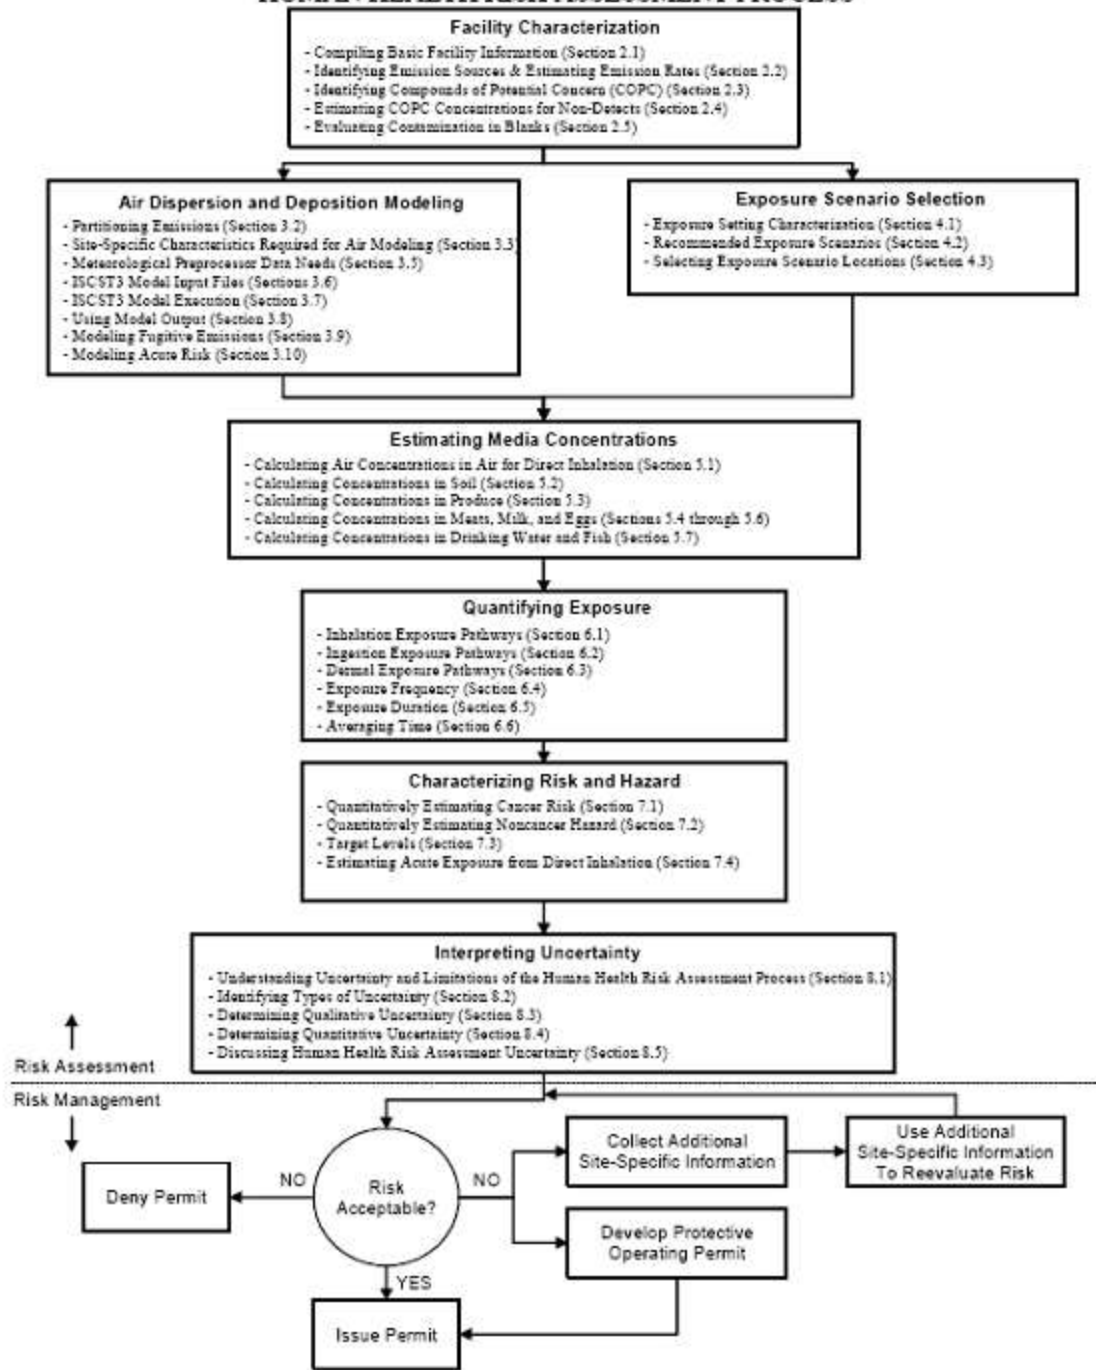 HUMAN HEALTH RISK ASSESSMENT PROCESS
Facility Characterization
- Compiling Basic Facility Information (Section 2.1)
- Identifying Emission Sources & Estimating Emission Rates (Section 2.2)
- Identifying Compounds of Potential Concern (COPC) (Section 2.3)
- Estimating COPC Concentrations for Non-Detects (Section 2.4)
- Evaluating Contamination in Blanks (Section 2.5)
Air Dispersion and Deposition Modeling
- Partitioning Emissions (Section 3.2)
- Site-Specific Characteristics Required for Air Modeling (Section 3.3)
- Meteorological Preprocessor Data Needs (Section 3.5)
- ISCST3 Model Input Files (Sections 3.6)
- ISCST3 Model Execution (Section 3.7)
- Using Model Output (Section 3.8)
- Modeling Fugitive Emissions (Section 3.9)
- Modeling Acute Risk (Section 3.10)
Exposure Scenario Selection
- Exposure Setting Characterization (Section 4.1)
- Recommended Exposure Scenarios (Section 4.2)
- Selecting Exposure Scenario Locations (Section 4.3)
Estimating Media Concentrations
- Calculating Air Concentrations in Air for Direct Inhalation (Section 5.1)
- Calculating Concentrations in Soil (Section 5.2)
- Calculating Concentrations in Produce (Section 5.3)
- Calculating Concentrations in Meats, Milk, and Eggs (Sections 5.4 through 5.6)
- Calculating Concentrations in Drinking Water and Fish (Section 5.7)
Quantifying Exposure
- Inhalation Exposure Pathways (Section 6.1)
- Ingestion Exposure Pathways (Section 6.2)
- Dermal Exposure Pathways (Section 6.3)
- Exposure Frequency (Section 6.4)
- Exposure Duration (Section 6.5)
- Averaging Time (Section 6.6)
Characterizing Risk and Hazard
- Quantitatively Estimating Cancer Risk (Section 7.1)
- Quantitatively Estimating Noncancer Hazard (Section 7.2)
- Target Levels (Section 7.3)
- Estimating Acute Exposure from Direct Inhalation (Section 7.4)
Interpreting Uncertainty
- Understanding Uncertainty and Limitations of the Human Health Risk Assessment Process (Section 8.1)
- Identifying Types of Uncertainty (Section 8.2)
- Determining Qualitative Uncertainty (Section 8.3)
- Determining Quantitative Uncertainty (Section 8.4)
- Discussing Human Health Risk Assessment Uncertainty (Section 8.5)
Risk Assessment
Risk Management
Collect Additional
Site-Specific Information
Use Additional
Site-Specific Information
To Reevaluate Risk
Deny Permit
NO
Risk
Acceptable?
NO
Develop Protective
Operating Permit
YES
Issue Permit